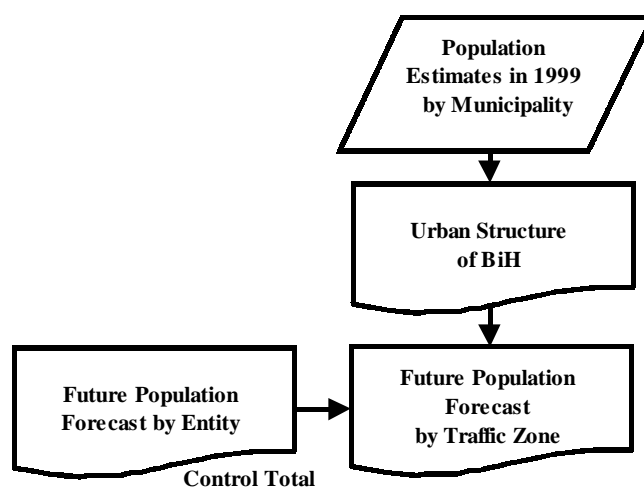 Population
Estimates in 1999
by Municipality
Urban Structure
of BiH
Future Population
Forecast by Entity
Control Total
Future Population
Forecast
by Traffic Zone